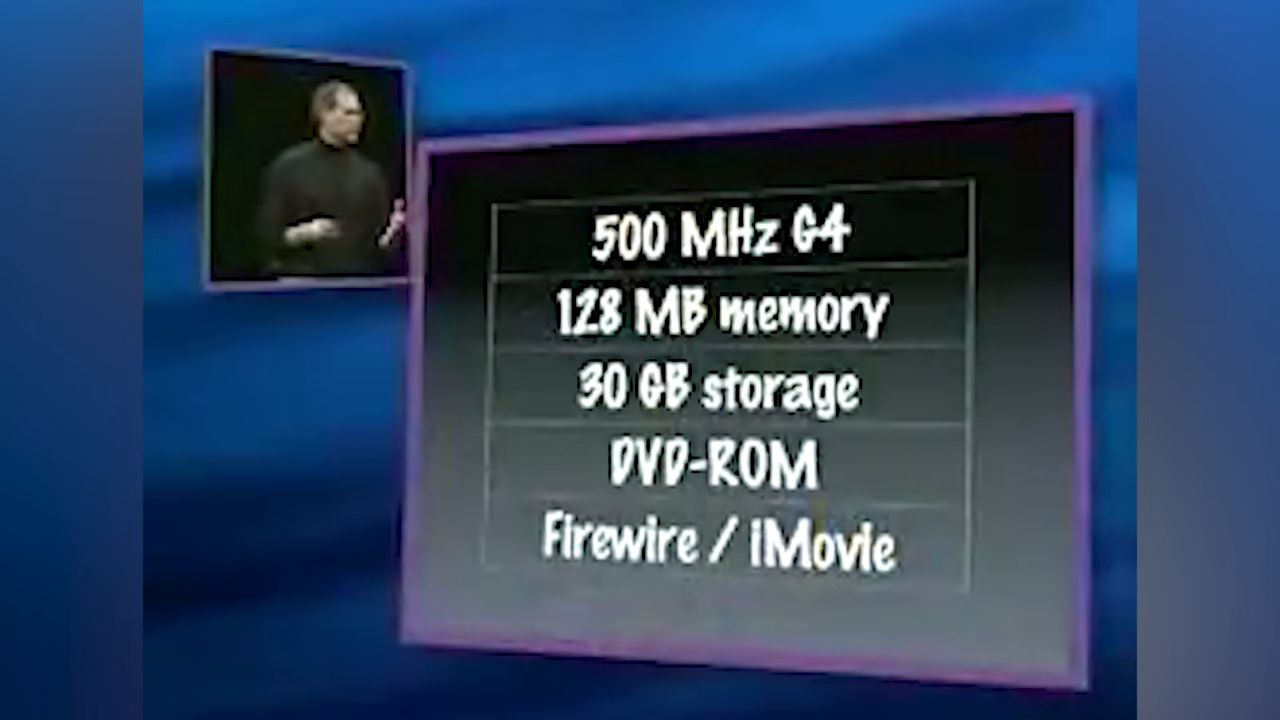 500 MHz G4
128 MB memory
30 GB storage
DVD-ROM
Firewire / iMovie